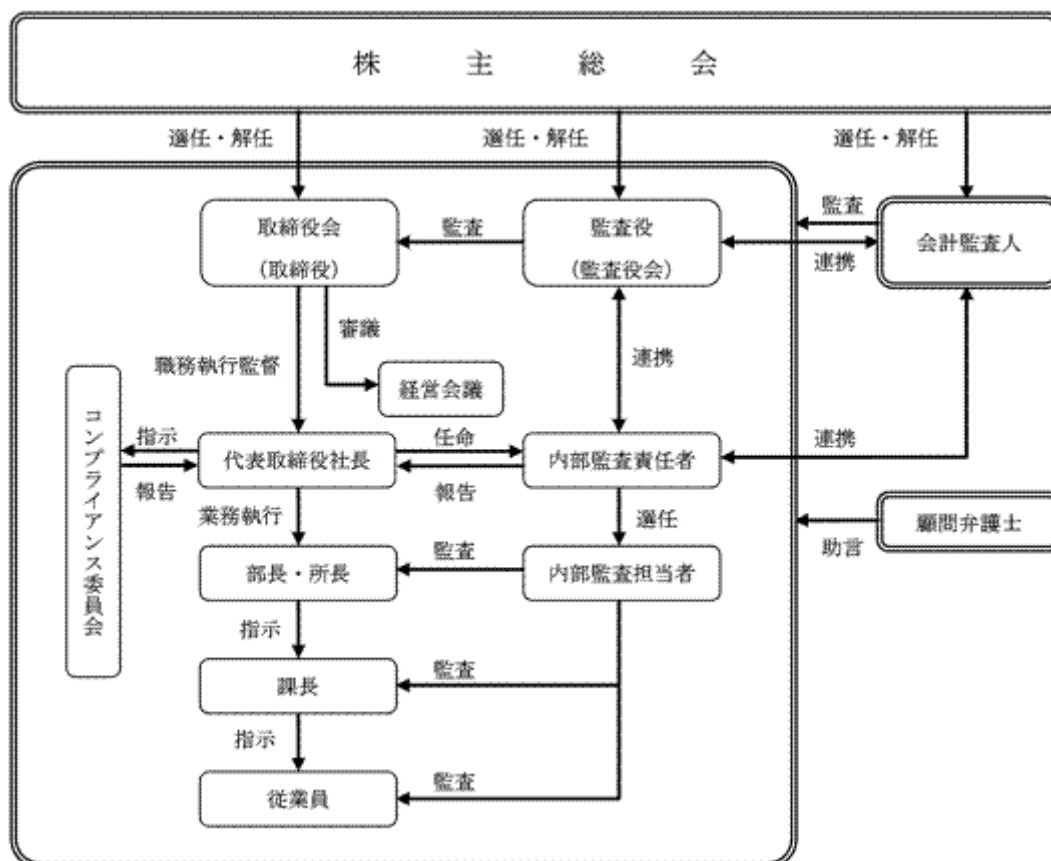 株主総会
選任・解任
選任・解任
選任・解任
取締役会
(取締役)
監査
監査役
(監査役会)
監査
連携
会計監査人
審議
職務執行監督
経営会議
連携
コンプライアンス委員会
指示
報告
代表取締役社長
任命
報告
内部監査責任者
連携
業務執行
選任
顧問弁護士
助言
部長・所長
監査
内部監査担当者
指示
課長
監査
指示
従業員
監査